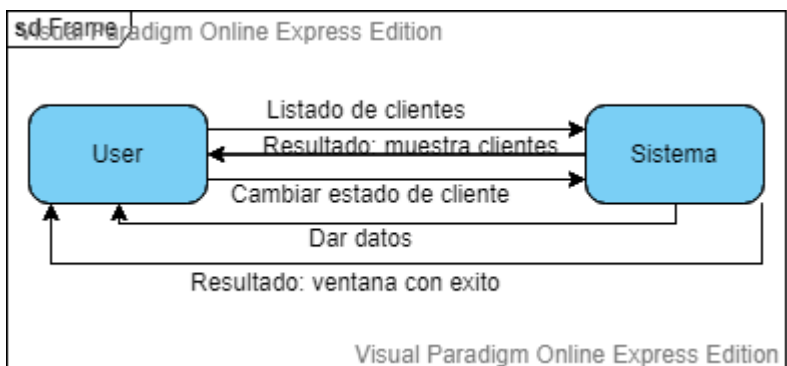 sd Frame
Visual Paradigm Online Express Edition
Listado de clientes
User
Resultado: muestra clientes
Sistema
Cambiar estado de cliente
Dar datos
Resultado: ventana con exito
Visual Paradigm Online Express Edition